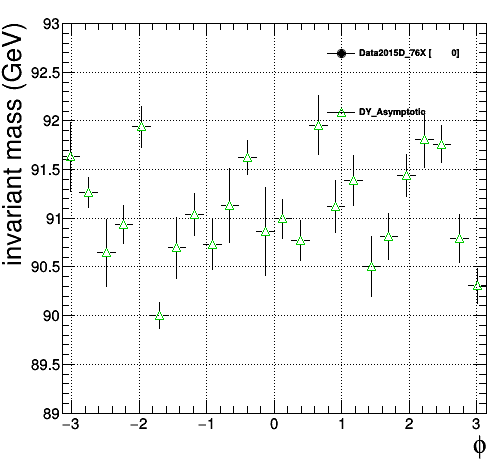 invariant mass (GeV)
93
92.5
92
91.5
91
90.5
90
89.5
89
Data2015D_76X [ 0]
DY_Asymptotic
−3 −2 −1 0 1 2 3
ϕ